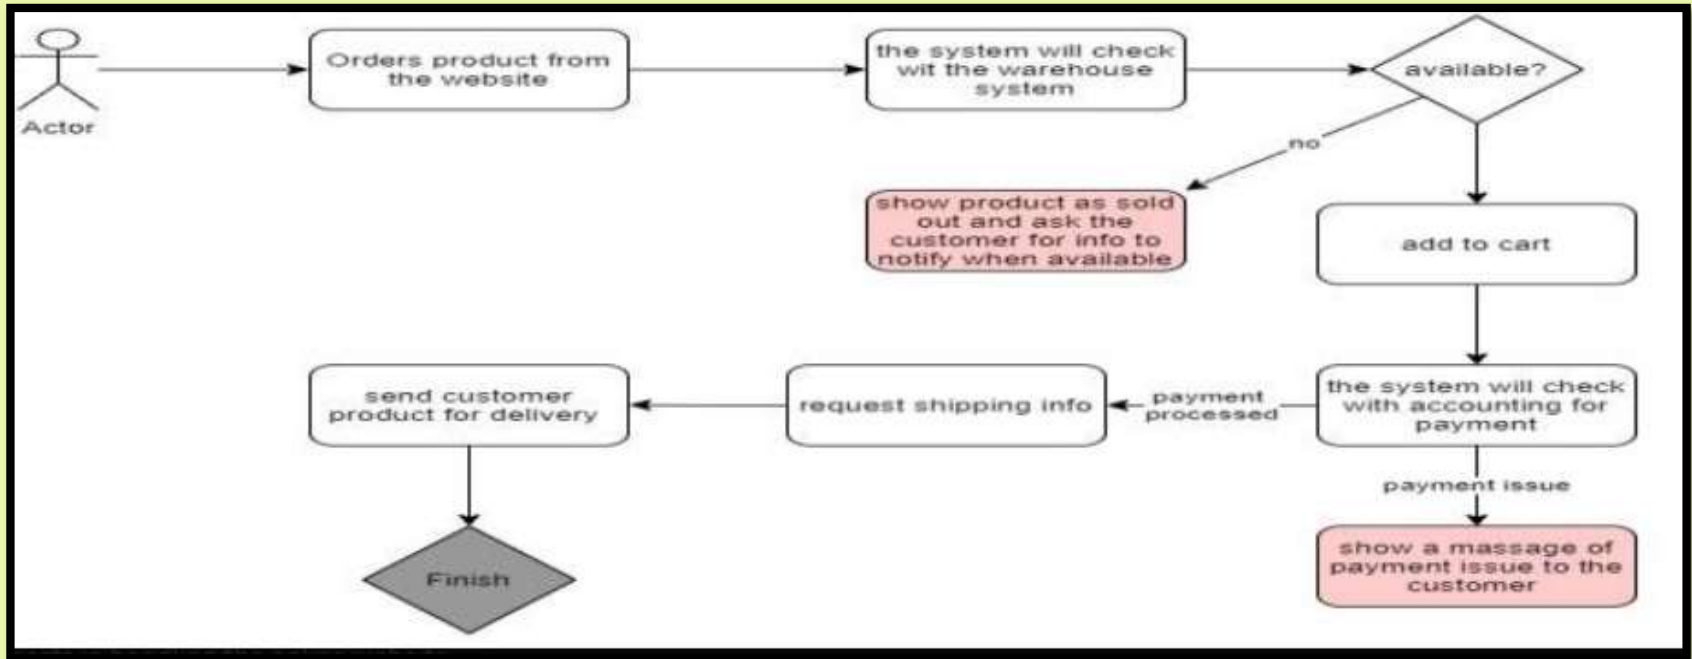 Actor
Orders product from
the website
the system will check
wit the warehouse
system
available?
no
show product as sold
out and ask the
customer for info to
notify when available
add to cart
the system will check
with accounting for
payment
payment
processed
request shipping info
send customer
product for delivery
payment issue
show a massage of
payment issue to the
customer
Finish